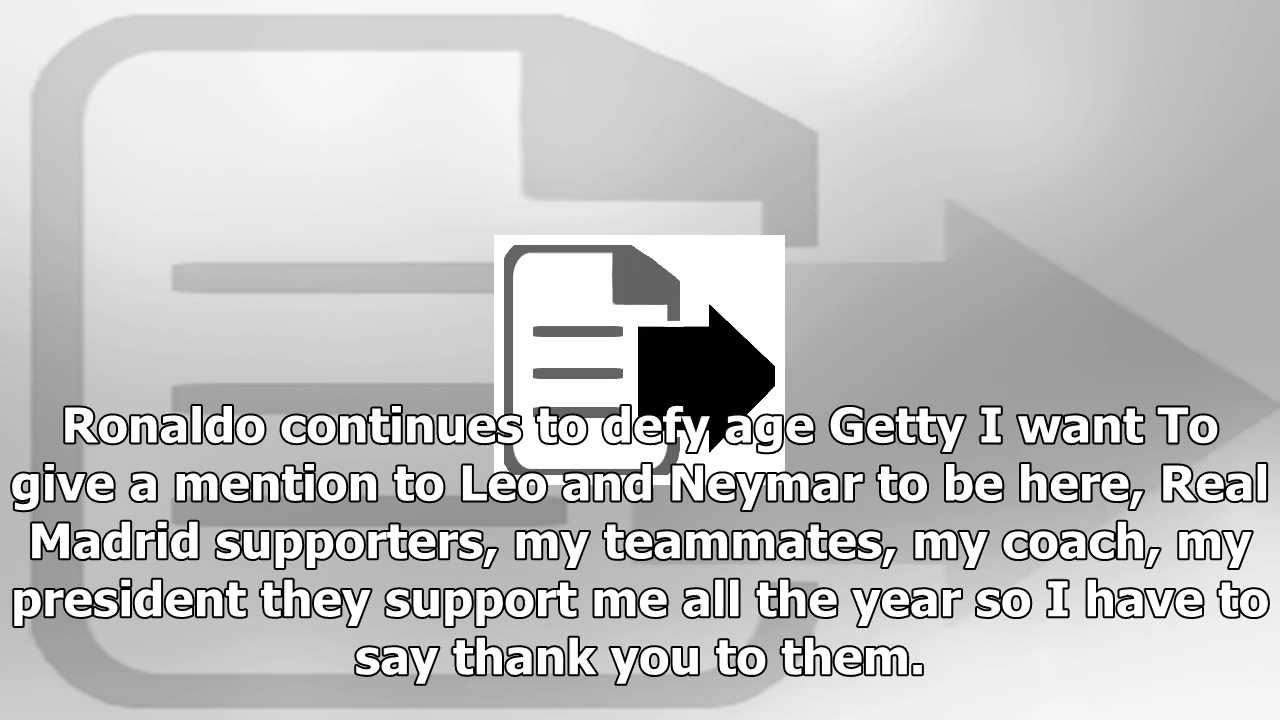 Ronaldo continues to defy age Getty I want To
give a mention to Leo and Neymar to be here, Real
Madrid supporters, my teammates, my coach, my
president they support me all the year so I have to
say thank you to them.